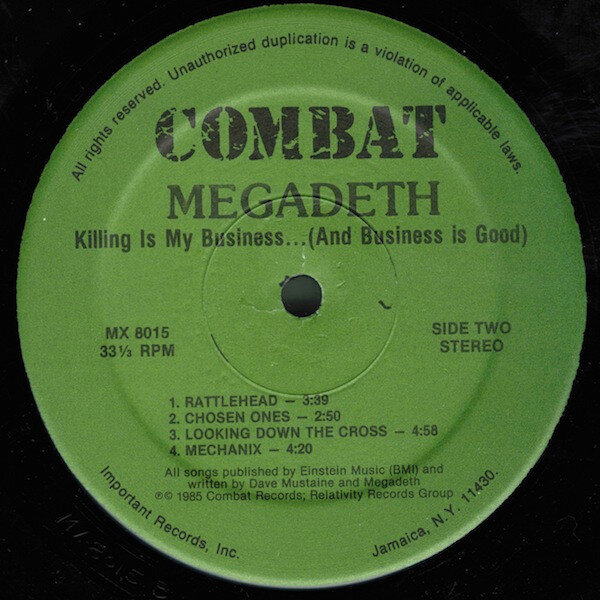 All rights reserved. Unauthorized duplication is a violation of applicable laws.
COMBAT
MEGADETH
Killing Is My Business...(And Business is Good)
MX 8015
33⅓ RPM
SIDE TWO
STEREO
1. RATTLEHEAD — 3:39
2. CHOSEN ONES — 2:50
3. LOOKING DOWN THE CROSS — 4:58
4. MECHANIX — 4:20
All songs published by Einstein Music (BMI) and
written by Dave Mustaine and Megadeth
℗© 1985 Combat Records; Relativity Records Group
Important Records, Inc.
Jamaica, N.Y. 11430.